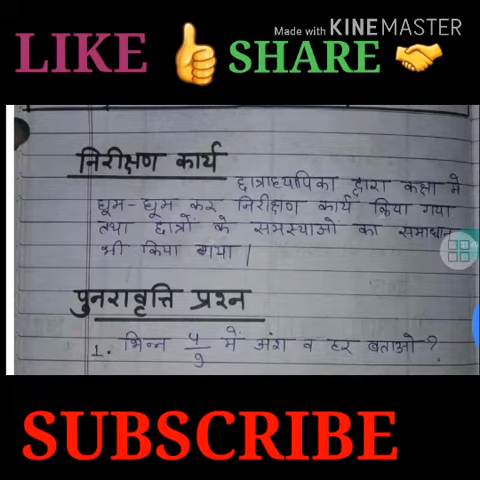 Made with KINEMASTER
LIKE 👍 SHARE 🤝
निरीक्षण कार्य
छात्राध्यापिका द्वारा कक्षा में
घूम-घूम कर निरीक्षण कार्य किया गया
तथा छात्रों के समस्याओं का समाधान
भी किया गया |
पुनरावृत्ति प्रश्न
1. भिन्न 4/9 में अंश व हर बताओ?
SUBSCRIBE